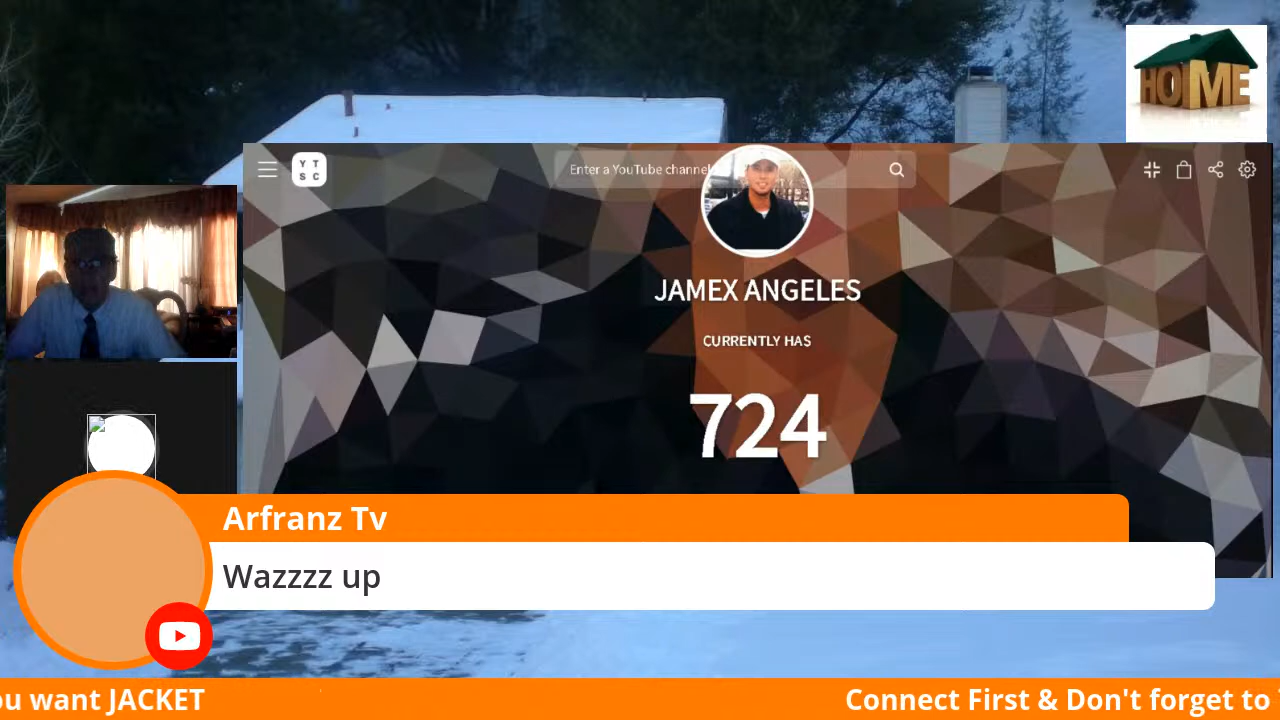 HOME
Y T
S C
Enter a YouTube channel
JAMEX ANGELES
CURRENTLY HAS
724
Arfranz Tv
Wazzzz up
ou want JACKET
Connect First & Don't forget to